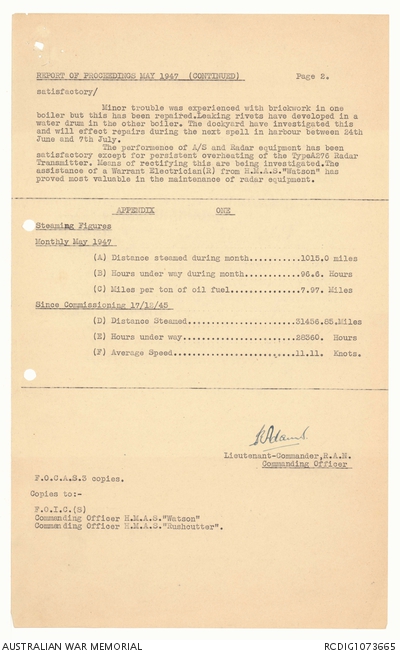 REPORT OF PROCEEDINGS MAY 1947 (CONTINUED) Page 2.
satisfactory/
Minor trouble was experienced with brickwork in one
boiler but this has been repaired.Leaking rivets have developed in a
water drum in the other boiler. The dockyard have investigated this
and will effect repairs during the next spell in harbour between 24th
June and 7th July.
The performance of A/S and Radar equipment has been
satisfactory except for persistent overheating of the TypeA276 Radar
Transmitter. Means of rectifying this are being investigated.The
assistance of a Warrant Electrician(R) from H.M.A.S."Watson" has
proved most valuable in the maintenance of radar equipment.
APPENDIX ONE
Steaming Figures
Monthly May 1947
(A) Distance steamed during month...........1015.0 miles
(B) Hours under way during month............96.6. Hours
(C) Miles per ton of oil fuel...............7.97. Miles
Since Commissioning 17/12/45
(D) Distance Steamed.......................31456.85.Miles
(E) Hours under way........................28360. Hours
(F) Average Speed..........................11.11. Knots.
Lieutenant-Commander,R.A.N.
Commanding Officer
F.O.C.A.S.3 copies.
Copies to:-
F.O.I.C.(S)
Commanding Officer H.M.A.S."Watson"
Commanding Officer H.M.A.S."Rushcutter".
AUSTRALIAN WAR MEMORIAL RCDIG1073665